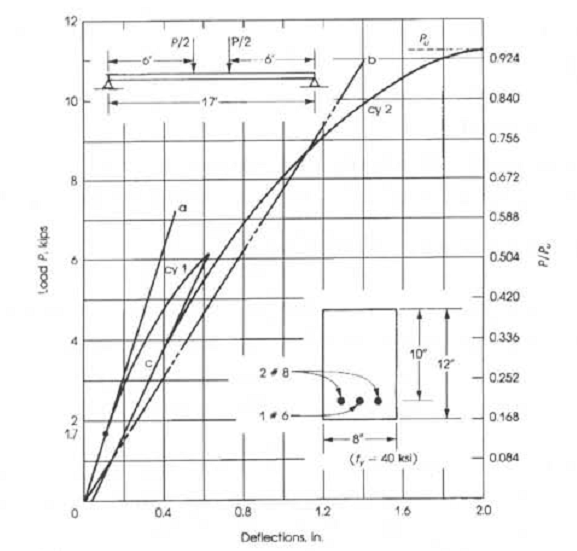 12
10
8
6
4
2
1.7
0
Load P, kips
0
0.4
0.8
1.2
1.6
2.0
Deflections, in.
0.924
0.840
0.756
0.672
0.588
0.504
0.420
0.336
0.252
0.168
0.084
P/Pu
P/2 P/2
6'
6'
17'
Pu
b
cy 2
a
cy 1
c
2 # 8
1 # 6
10"
12"
8"
(fy = 40 ksi)